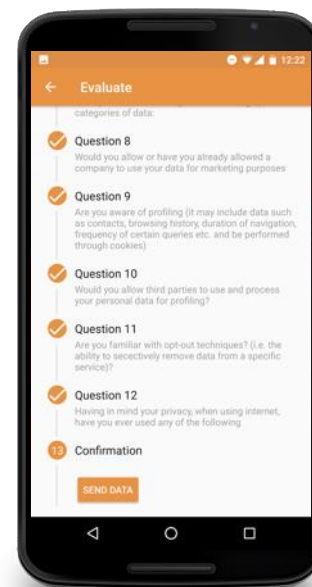 12:22
Evaluate
categories of data:
Question 8
Would you allow or have you already allowed a
company to use your data for marketing purposes
Question 9
Are you aware of profiling (it may include data such
as contacts, browsing history, duration of navigation,
frequency of certain queries etc. and be performed
through cookies)
Question 10
Would you allow third parties to use and process
your personal data for profiling?
Question 11
Are you familiar with opt-out techniques? (i.e. the
ability to secectively remove data from a specific
service)?
Question 12
Having in mind your privacy, when using internet,
have you ever used any of the following
13 Confirmation
SEND DATA